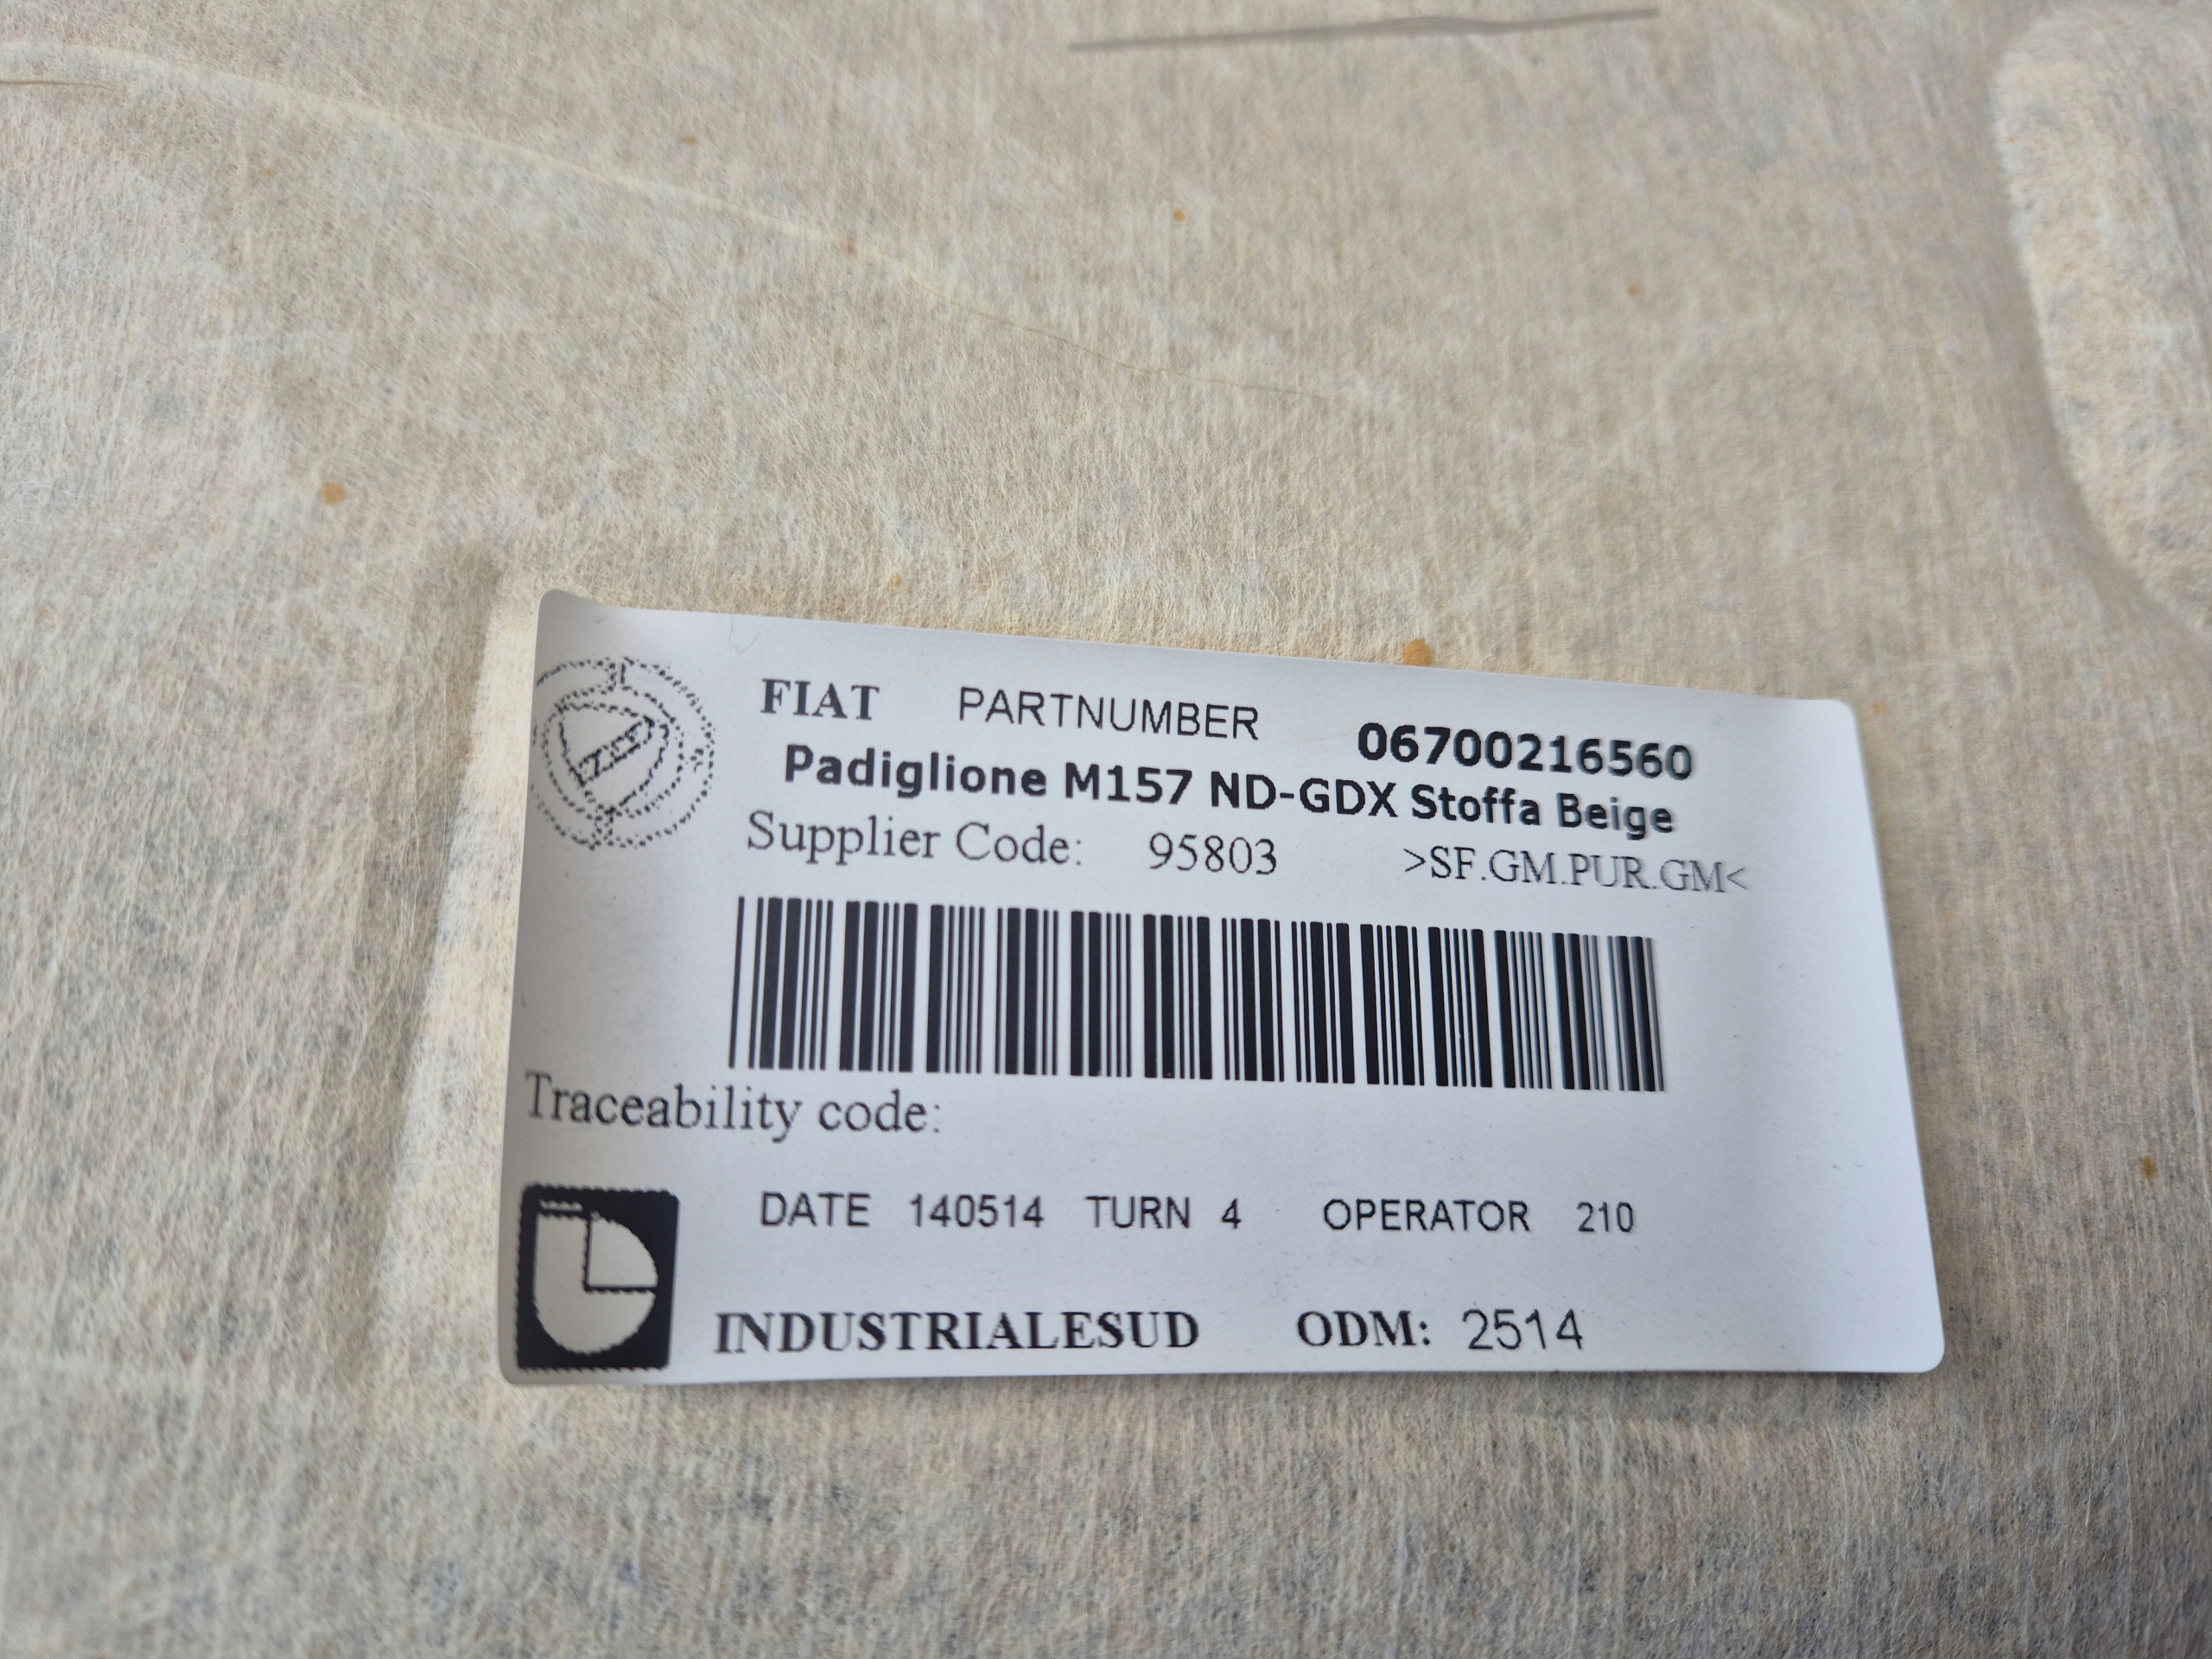 FIAT PARTNUMBER 06700216560
Padiglione M157 ND-GDX Stoffa Beige
Supplier Code: 95803 >SF.GM.PUR.GM<
Traceability code:
DATE 140514 TURN 4 OPERATOR 210
INDUSTRIALESUD ODM: 2514